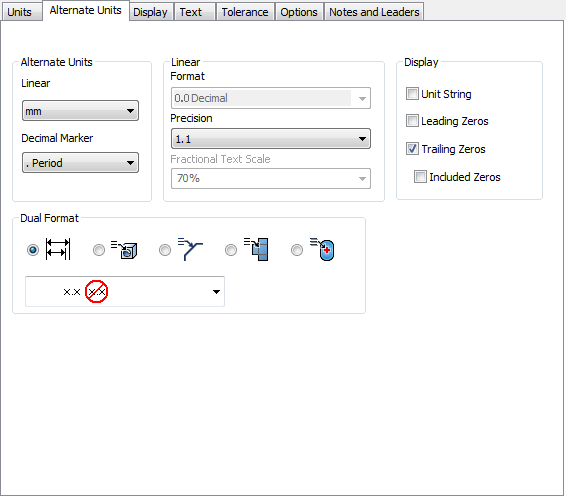 Units Alternate Units Display Text Tolerance Options Notes and Leaders
Alternate Units
Linear
mm
Decimal Marker
. Period
Linear
Format
0.0 Decimal
Precision
1.1
Fractional Text Scale
70%
Display
Unit String
Leading Zeros
Trailing Zeros
Included Zeros
Dual Format
x.x x.x